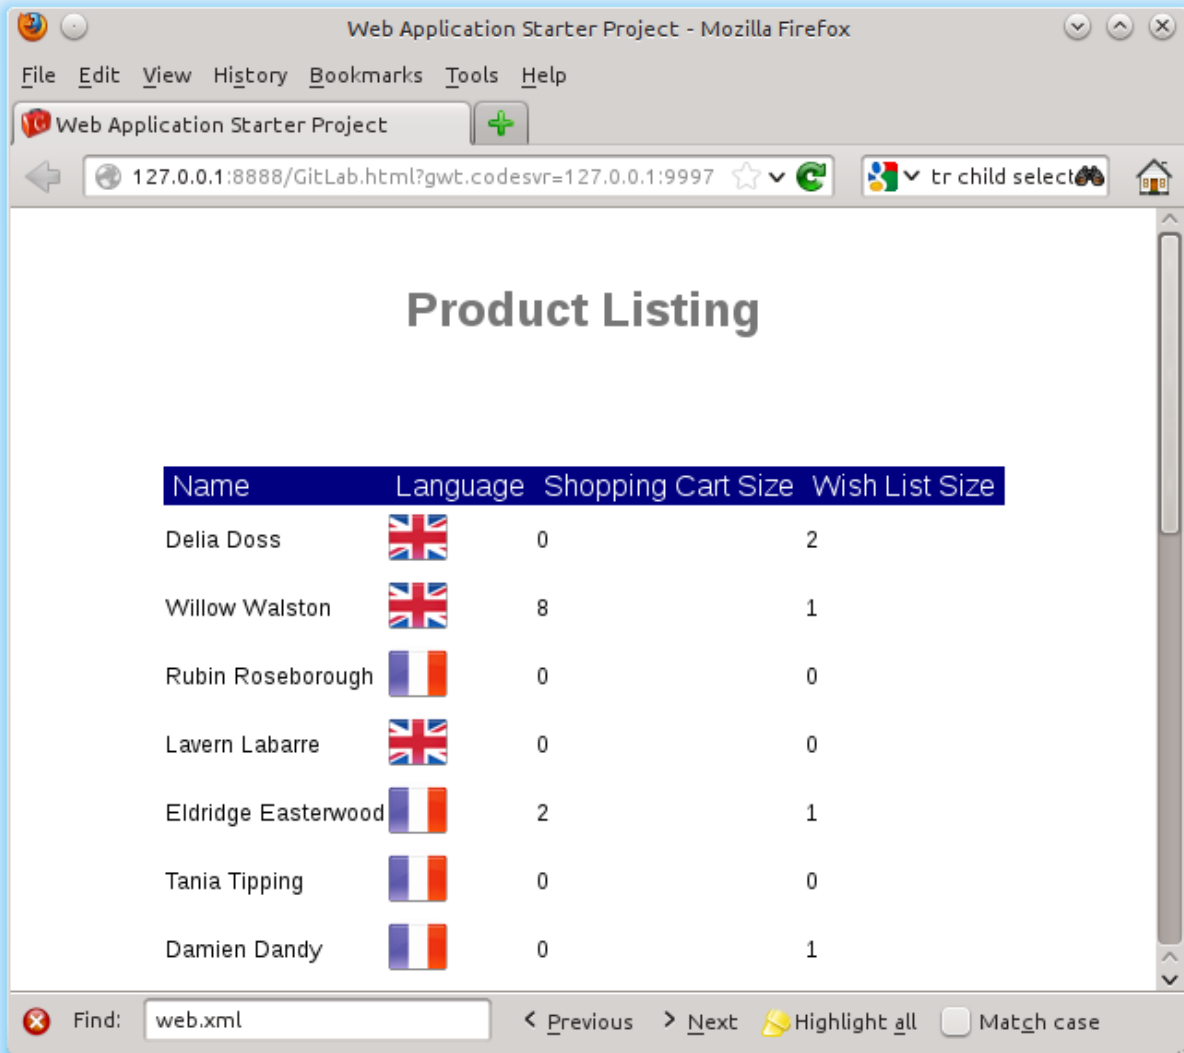 Web Application Starter Project - Mozilla Firefox
File Edit View History Bookmarks Tools Help
Web Application Starter Project
127.0.0.1:8888/GitLab.html?gwt.codesvr=127.0.0.1:9997 tr child select
Product Listing
Name Language Shopping Cart Size Wish List Size
Delia Doss 0 2
Willow Walston 8 1
Rubin Roseborough 0 0
Lavern Labarre 0 0
Eldridge Easterwood 2 1
Tania Tipping 0 0
Damien Dandy 0 1
Find: web.xml < Previous > Next Highlight all Match case